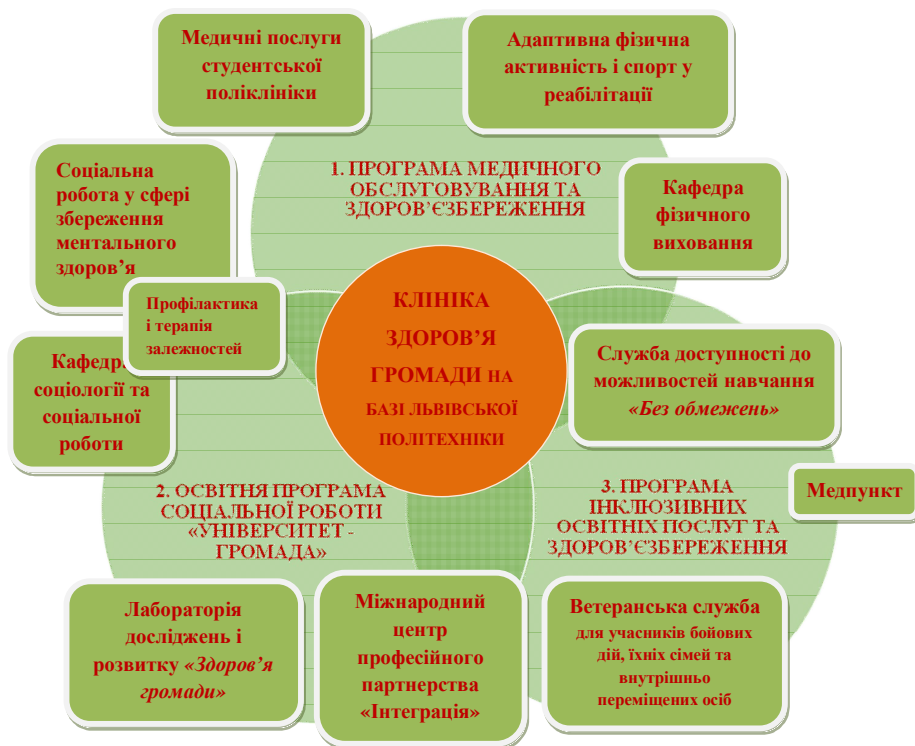 Медичні послуги
студентської
поліклініки
Адаптивна фізична
активність і спорт у
реабілітації
Соціальна
робота у сфері
збереження
ментального
здоров’я
1. ПРОГРАМА МЕДИЧНОГО
ОБСЛУГОВУВАННЯ ТА
ЗДОРОВ’ЄЗБЕРЕЖЕННЯ
Кафедра
фізичного
виховання
Профілактика
і терапія
залежностей
КЛІНІКА
ЗДОРОВ’Я
ГРОМАДИ НА
БАЗІ ЛЬВІВСЬКОЇ
ПОЛІТЕХНІКИ
Кафедра
соціології та
соціальної
роботи
Служба доступності до
можливостей навчання
«Без обмежень»
2. ОСВІТНЯ ПРОГРАМА
СОЦІАЛЬНОЇ РОБОТИ
«УНІВЕРСИТЕТ -
ГРОМАДА»
3. ПРОГРАМА
ІНКЛЮЗИВНИХ
ОСВІТНІХ ПОСЛУГ ТА
ЗДОРОВ’ЄЗБЕРЕЖЕННЯ
Медпункт
Лабораторія
досліджень і
розвитку «Здоров’я
громади»
Міжнародний
центр
професійного
партнерства
«Інтеграція»
Ветеранська служба
для учасників бойових
дій, їхніх сімей та
внутрішньо
переміщених осіб